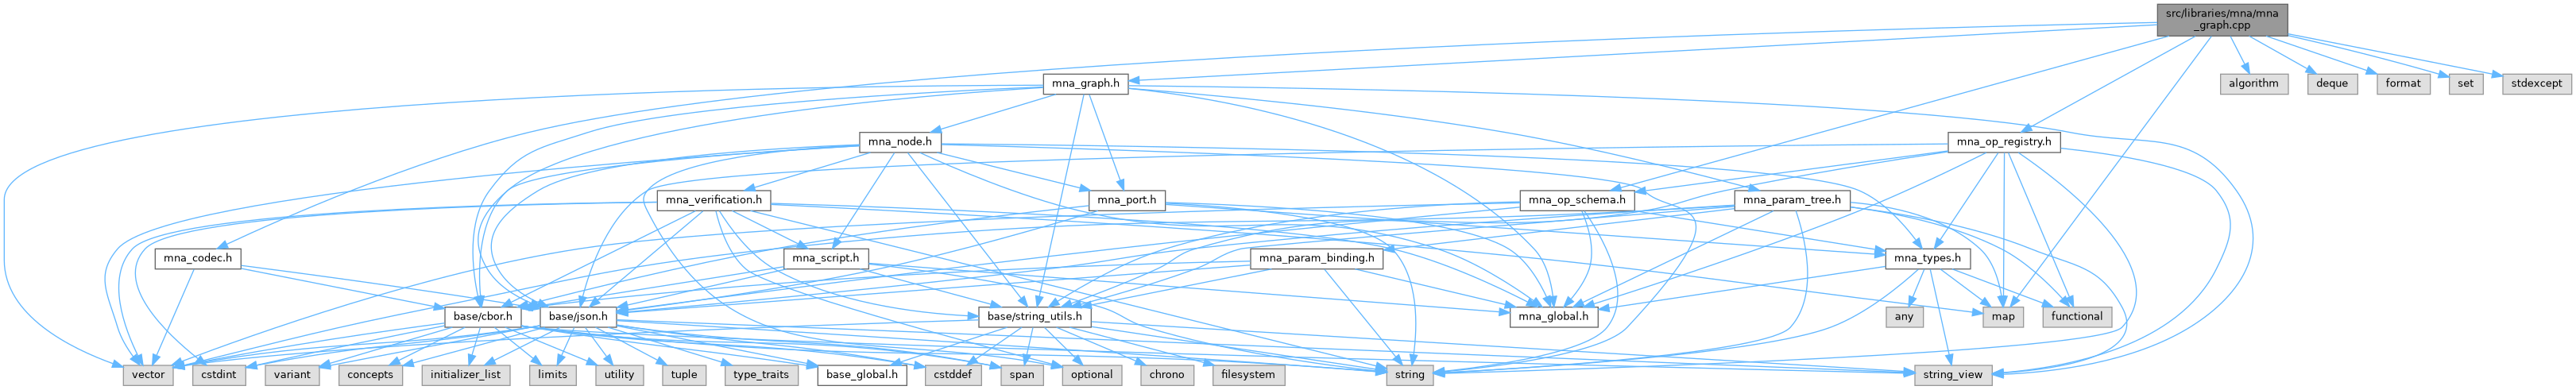 src/libraries/mna/mna
_graph.cpp
mna_graph.h
algorithm
deque
format
set
stdexcept
mna_node.h
mna_op_registry.h
mna_verification.h
mna_port.h
mna_op_schema.h
mna_param_tree.h
mna_codec.h
mna_script.h
mna_param_binding.h
mna_types.h
base/cbor.h
base/json.h
base/string_utils.h
mna_global.h
any
map
functional
vector
cstdint
variant
concepts
initializer_list
limits
utility
tuple
type_traits
base_global.h
cstddef
span
optional
chrono
filesystem
string
string_view